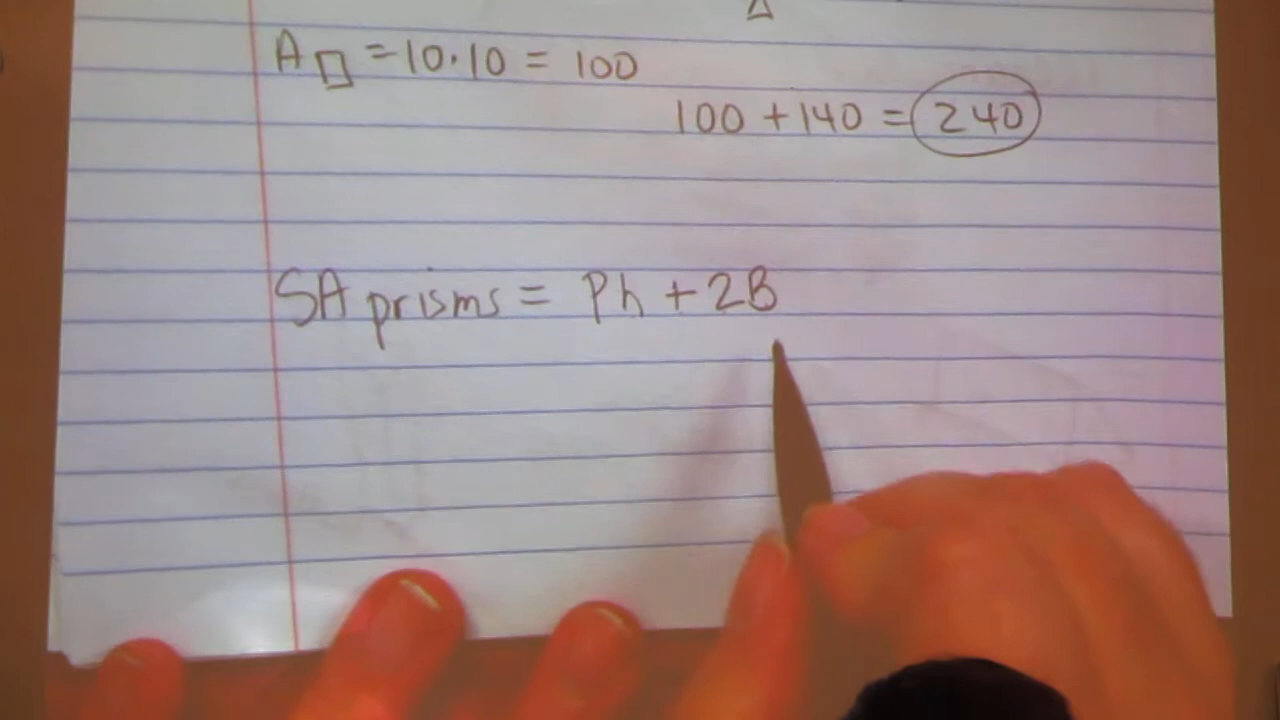 A□ = 10·10 = 100
100 + 140 = 240
SA prisms = Ph + 2B